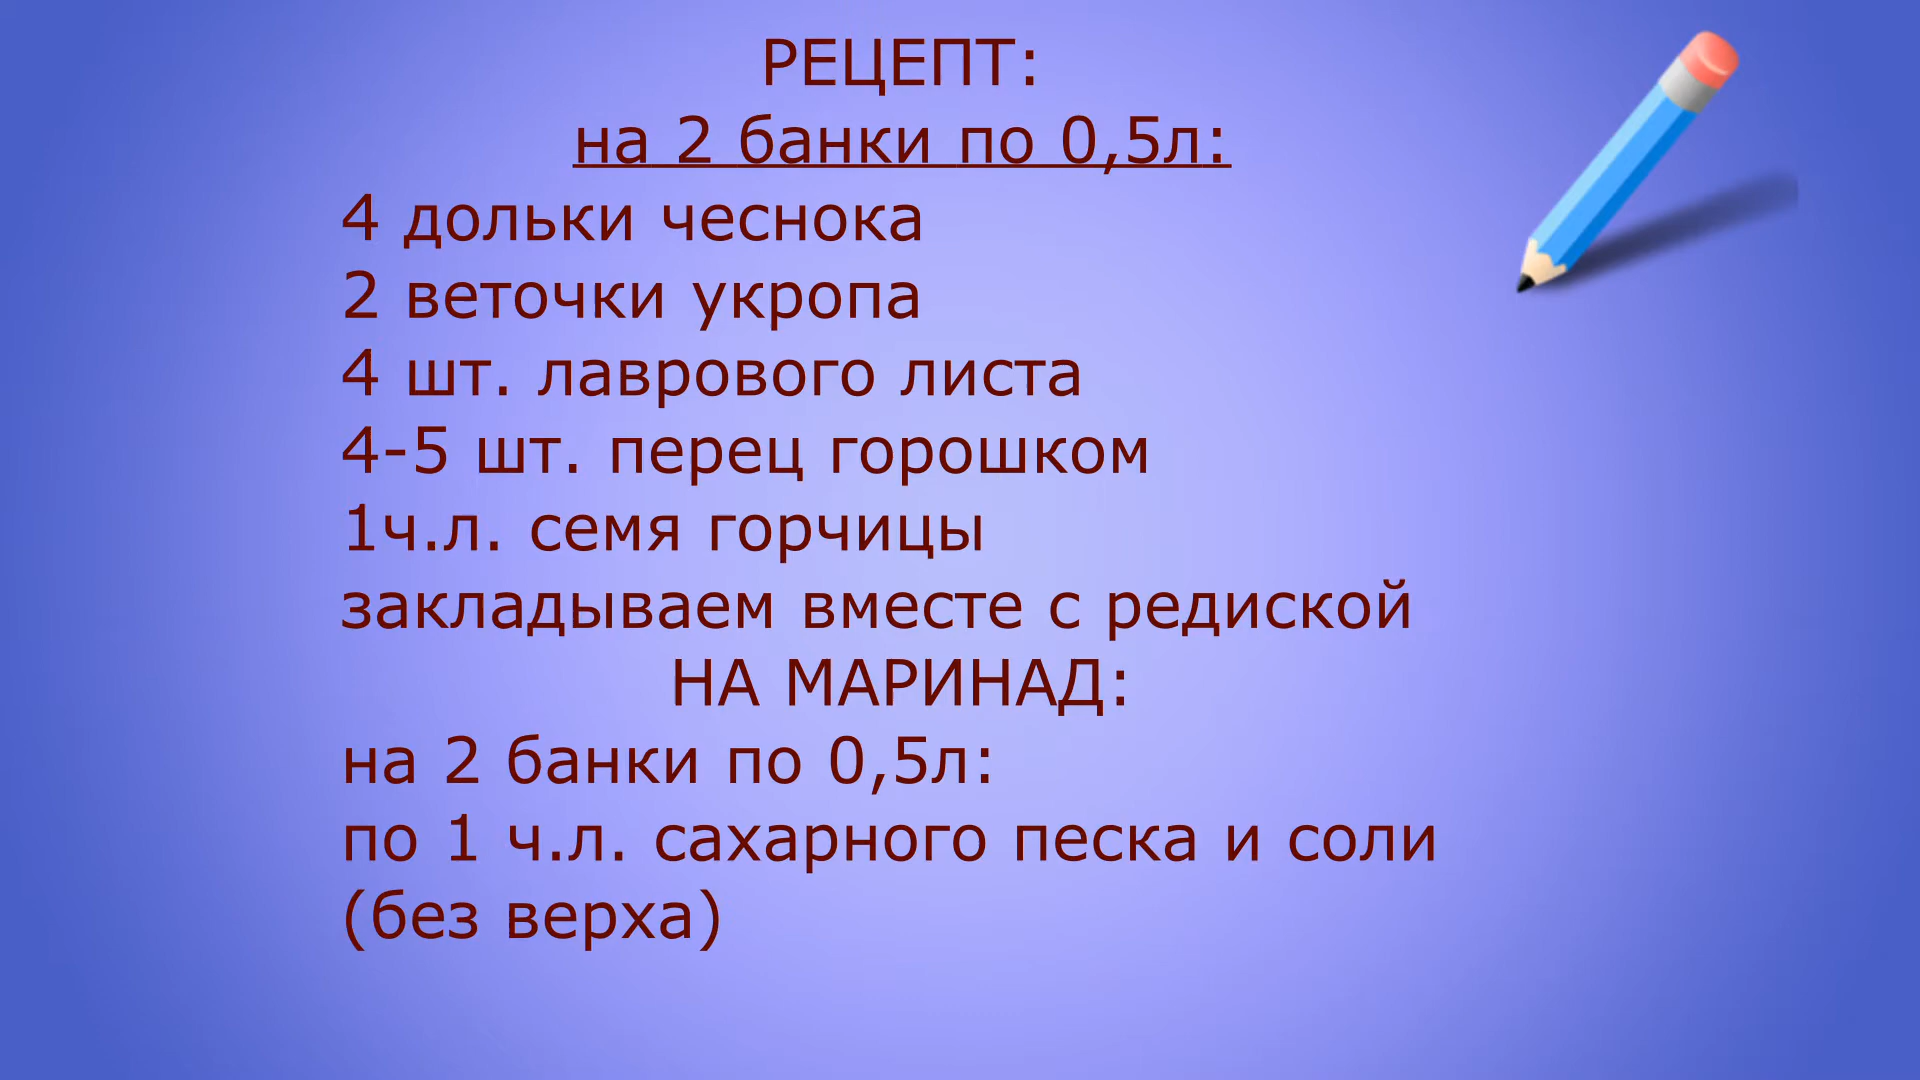 РЕЦЕПТ:
на 2 банки по 0,5л:
4 дольки чеснока
2 веточки укропа
4 шт. лаврового листа
4-5 шт. перец горошком
1ч.л. семя горчицы
закладываем вместе с редиской
НА МАРИНАД:
на 2 банки по 0,5л:
по 1 ч.л. сахарного песка и соли
(без верха)